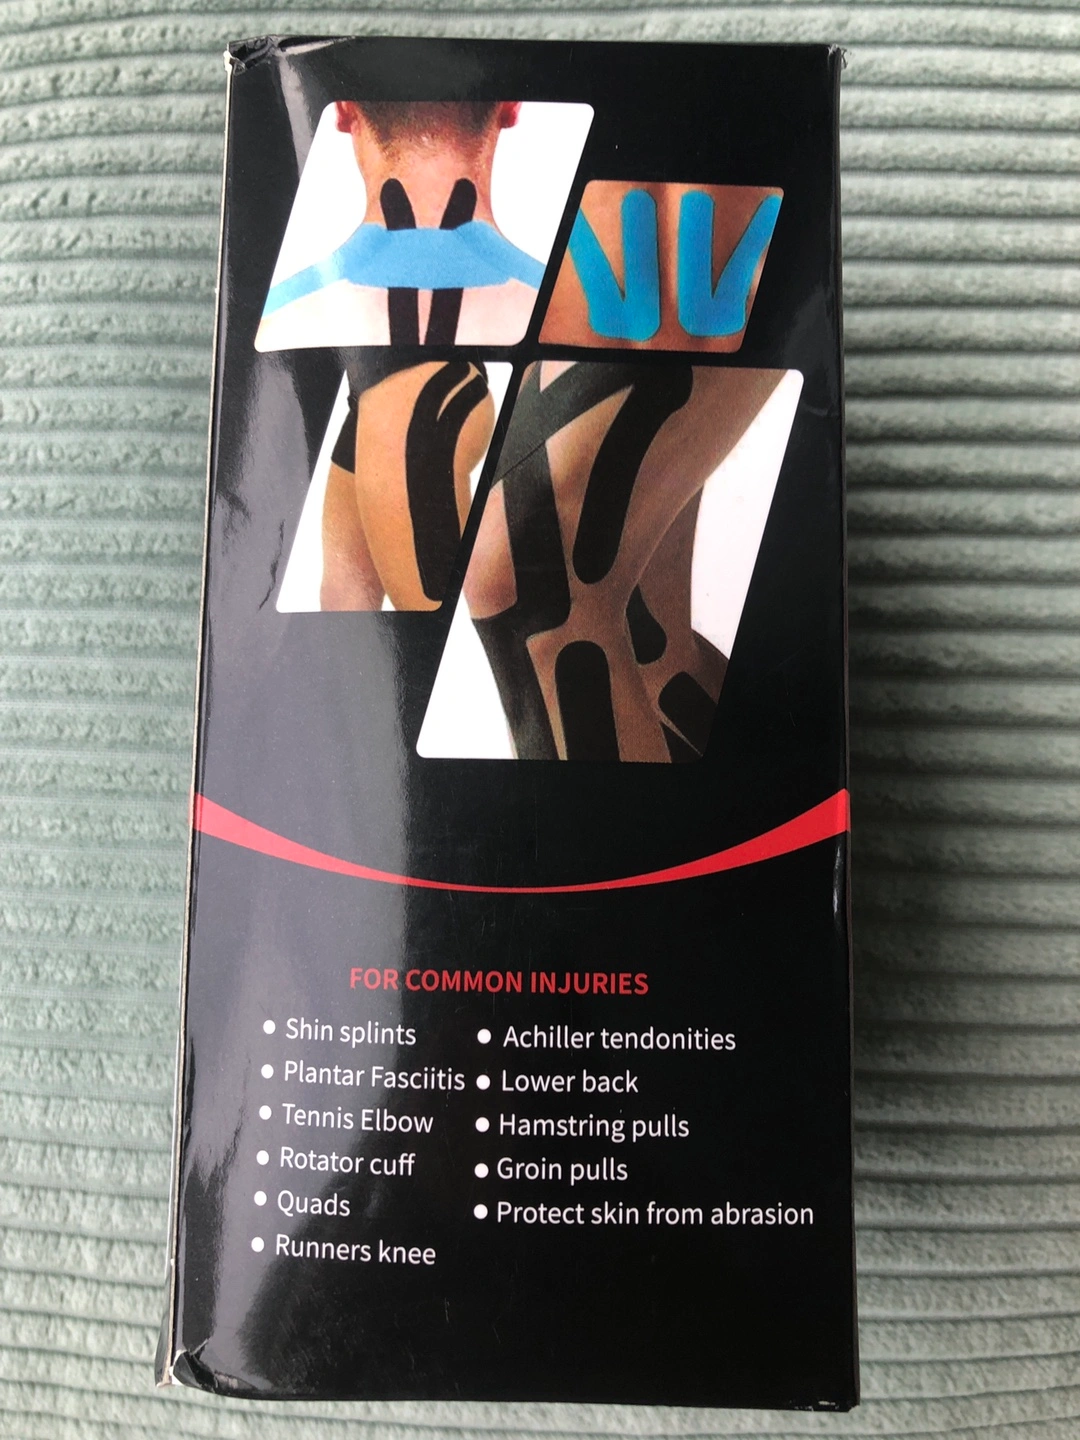 FOR COMMON INJURIES
● Shin splints
● Plantar Fasciitis
● Tennis Elbow
● Rotator cuff
● Quads
● Runners knee
● Achiller tendonities
● Lower back
● Hamstring pulls
● Groin pulls
● Protect skin from abrasion